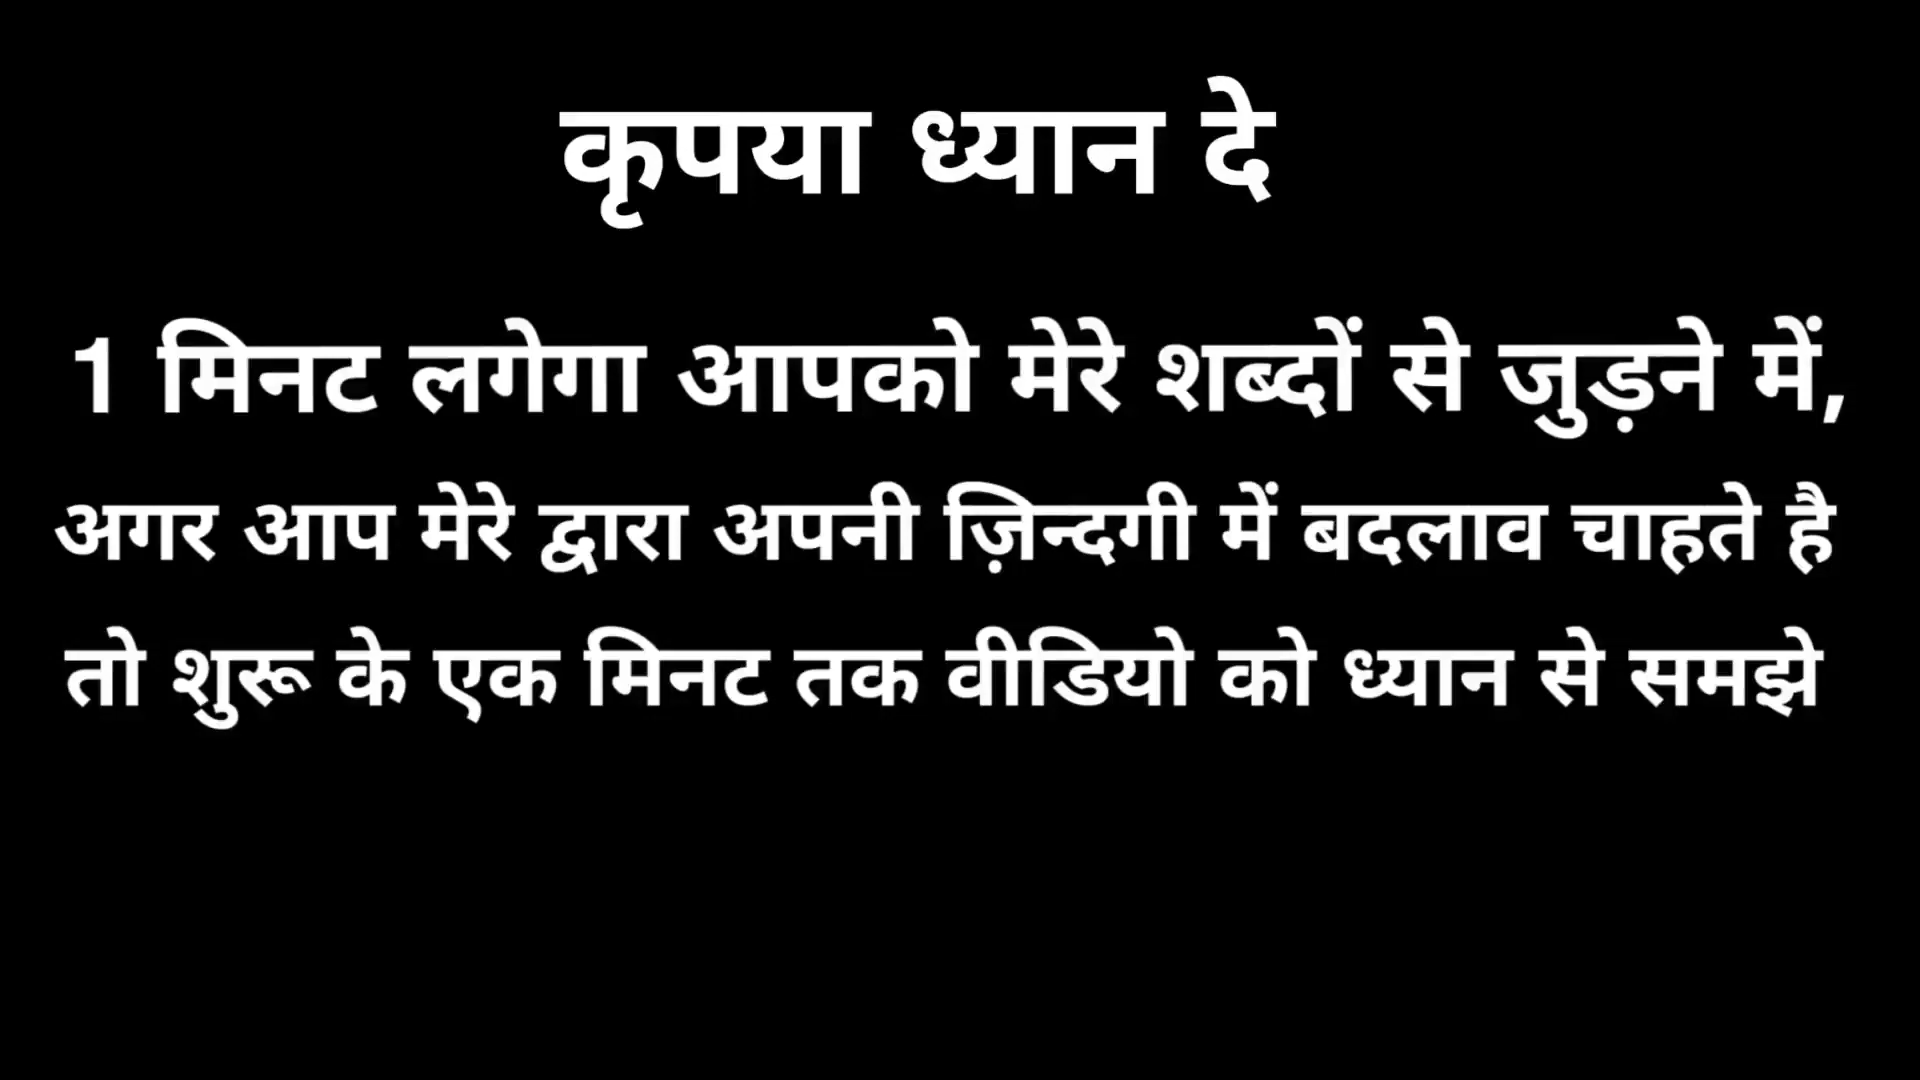 कृपया ध्यान दे
1 मिनट लगेगा आपको मेरे शब्दों से जुड़ने में,
अगर आप मेरे द्वारा अपनी ज़िन्दगी में बदलाव चाहते है
तो शुरू के एक मिनट तक वीडियो को ध्यान से समझे